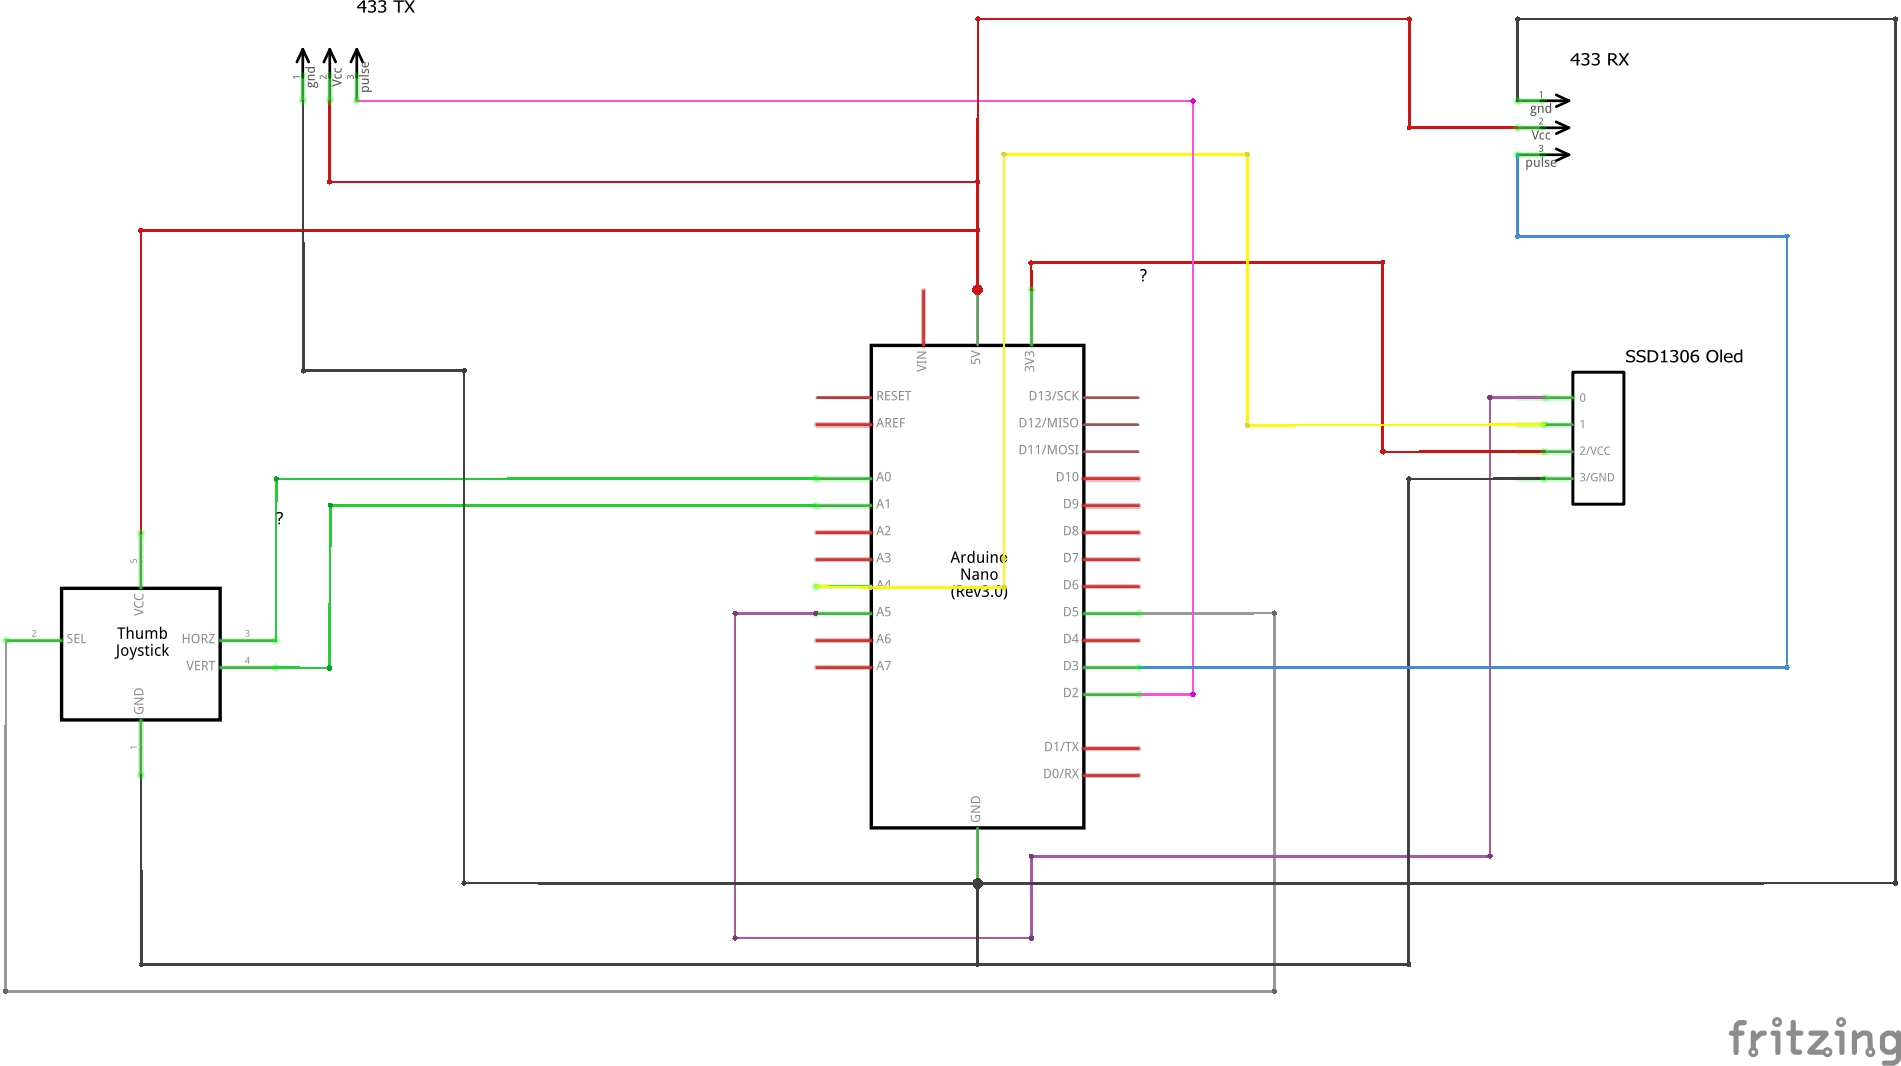 433 TX
1 gnd
2 Vcc
3 pulse
433 RX
1
gnd
2
Vcc
3
pulse
?
SSD1306 Oled
0
1
2/VCC
3/GND
VIN
5V
3V3
RESET
AREF
A0
A1
A2
A3
A4
A5
A6
A7
Arduino
Nano
(Rev3.0)
D13/SCK
D12/MISO
D11/MOSI
D10
D9
D8
D7
D6
D5
D4
D3
D2
D1/TX
D0/RX
GND
?
5
VCC
2
SEL
Thumb
Joystick
HORZ
3
VERT
4
GND
1
fritzing